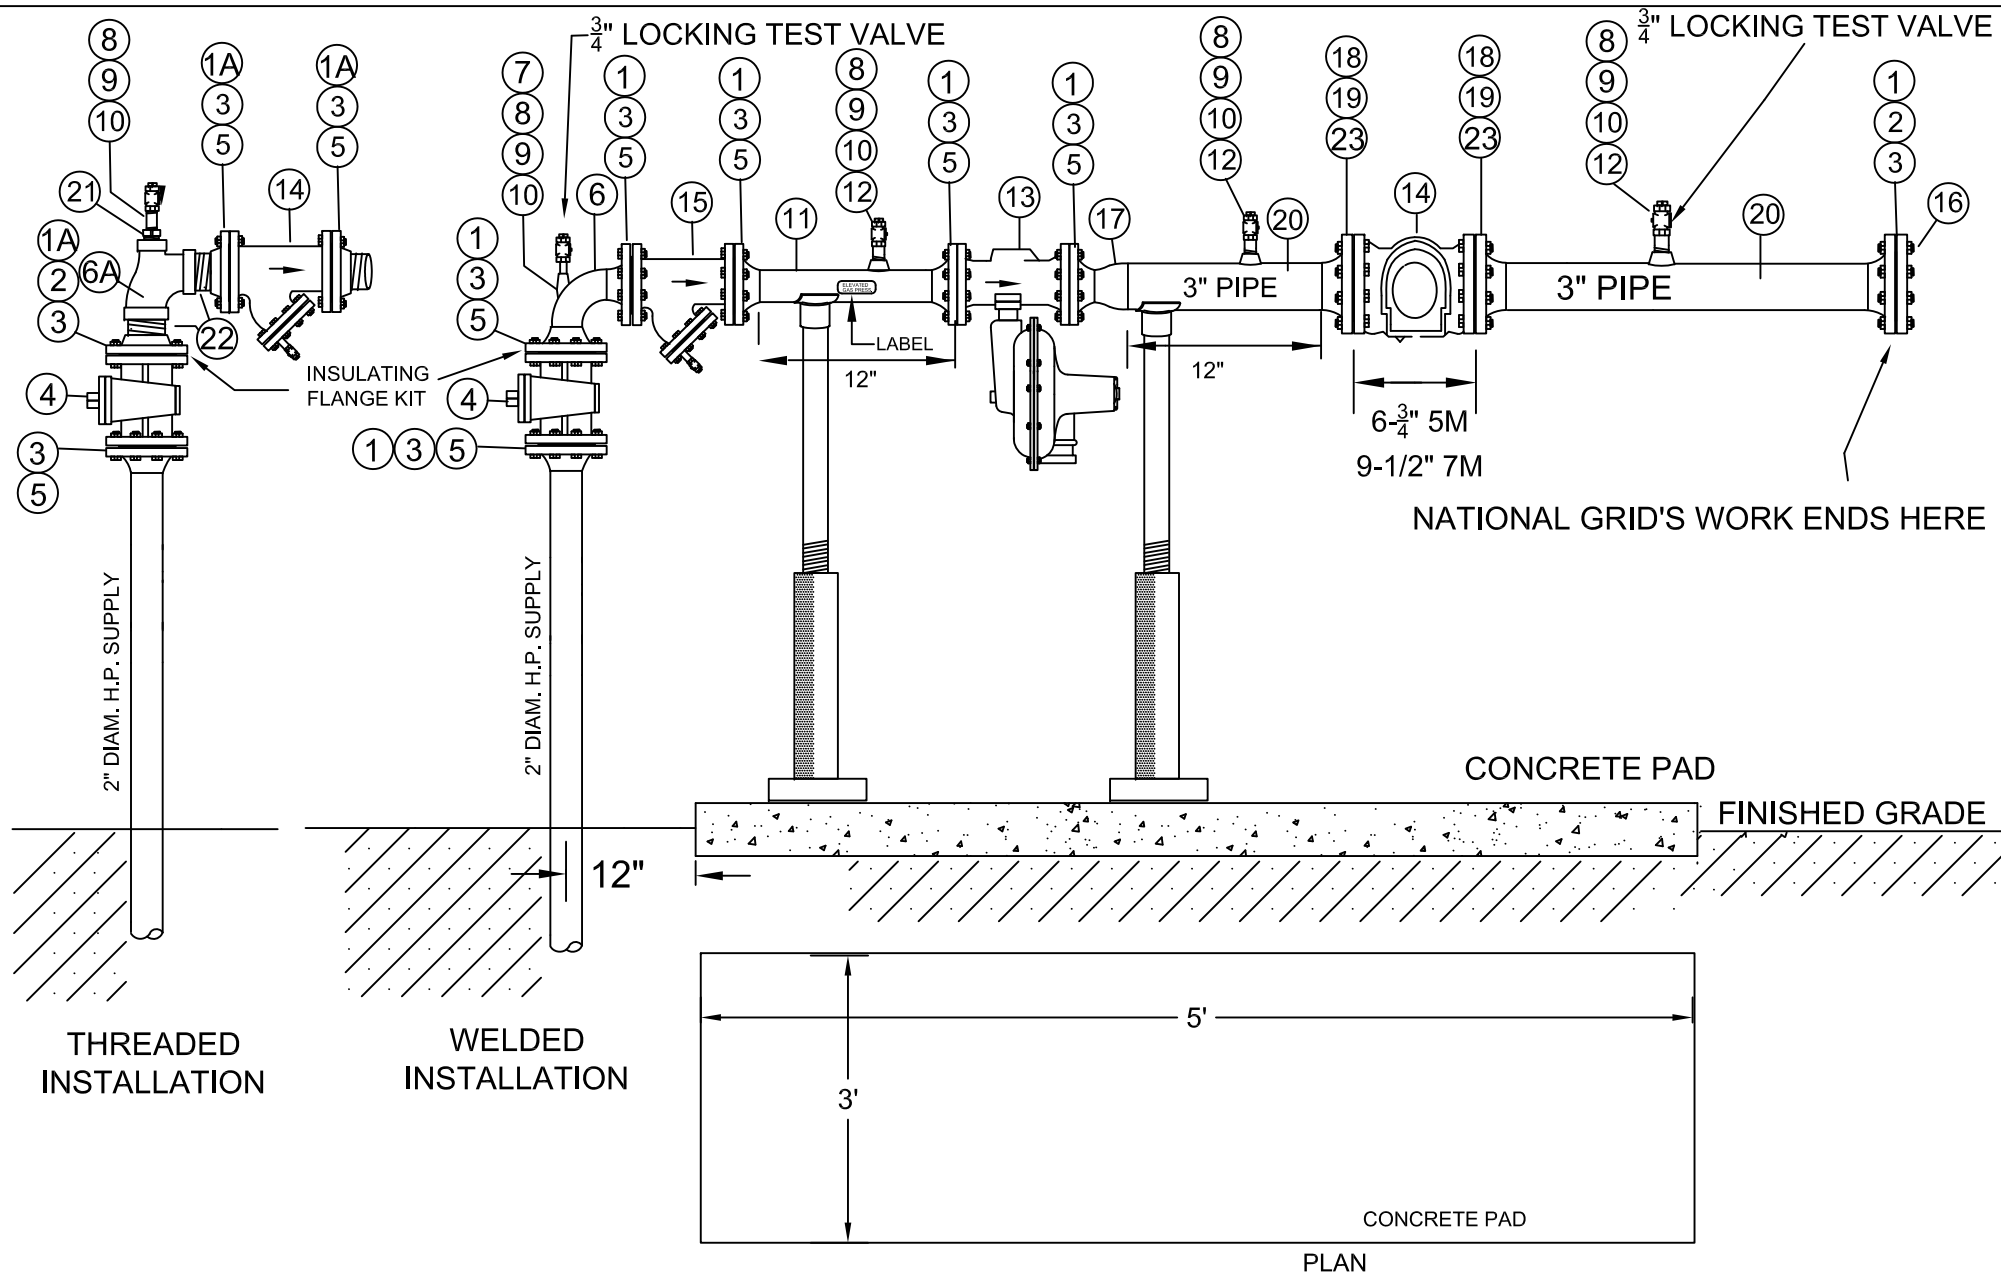 8
9
10
1A
3
5
1A
3
5
21
14
1A
2
3
6A
22
4
3
5
INSULATING
FLANGE KIT
2" DIAM. H.P. SUPPLY
THREADED
INSTALLATION
3/4" LOCKING TEST VALVE
7
8
9
10
6
1
3
5
15
1
3
5
1
3
5
4
1 3 5
2" DIAM. H.P. SUPPLY
12"
WELDED
INSTALLATION
11
8
9
10
12
ELEVATED
GAS PRESS.
LABEL
12"
1
3
5
13
1
3
5
17
8
9
10
12
20
3" PIPE
12"
18
19
23
14
18
19
23
6-3/4" 5M
9-1/2" 7M
3/4" LOCKING TEST VALVE
8
9
10
12
20
3" PIPE
1
2
3
16
NATIONAL GRID'S WORK ENDS HERE
CONCRETE PAD
FINISHED GRADE
5'
3'
CONCRETE PAD
PLAN